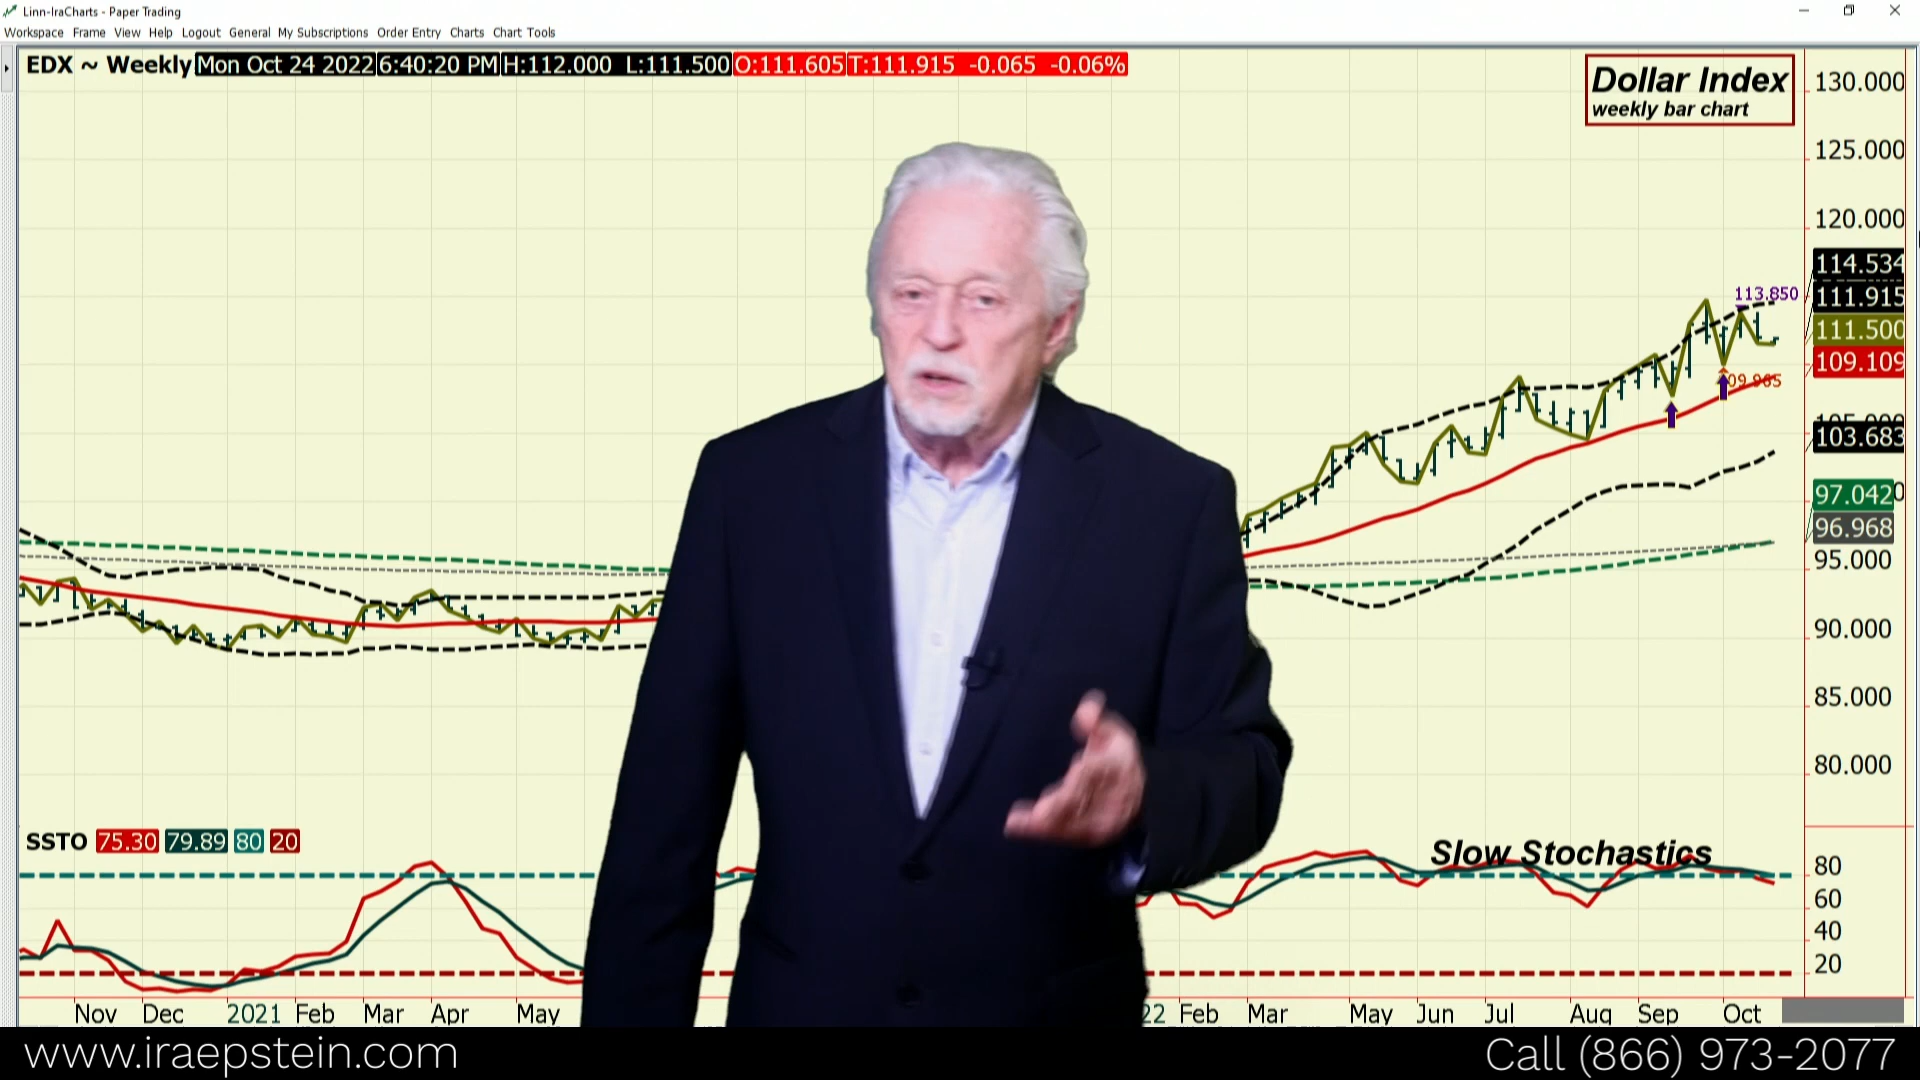 Linn-IraCharts - Paper Trading
Workspace Frame View Help Logout General My Subscriptions Order Entry Charts Chart Tools
EDX ~ Weekly Mon Oct 24 2022 6:40:20 PM H:112.000 L:111.500 O:111.605 T:111.915 -0.065 -0.06%
Dollar Index
weekly bar chart
130.000
125.000
120.000
114.534
113.850
111.915
111.500
109.109
09.965
105.000
103.683
97.042
96.968
95.000
90.000
85.000
80.000
SSTO 75.30 79.89 80 20
Slow Stochastics
80
60
40
20
Nov Dec 2021 Feb Mar Apr May 22 Feb Mar May Jun Jul Aug Sep Oct
www.iraepstein.com
Call (866) 973-2077